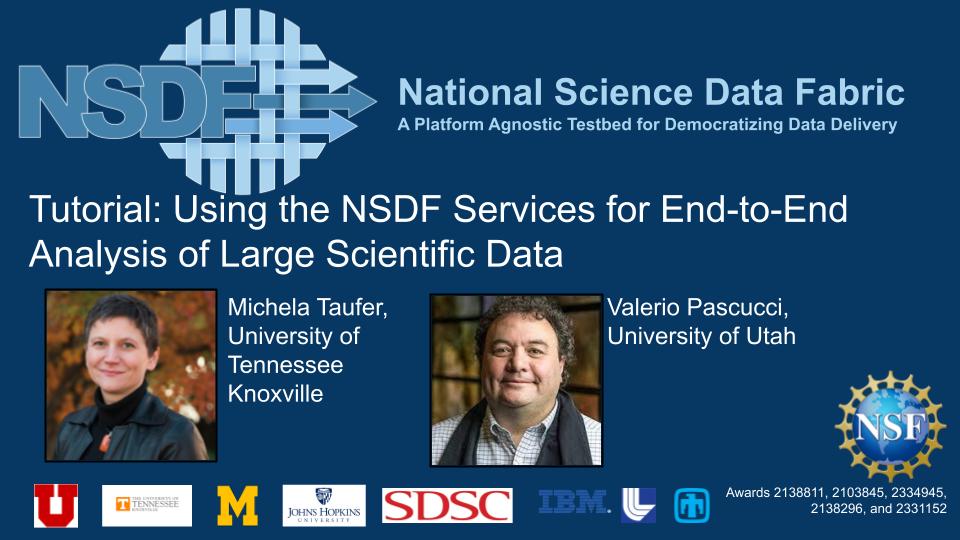 NSDF
National Science Data Fabric
A Platform Agnostic Testbed for Democratizing Data Delivery
Tutorial: Using the NSDF Services for End-to-End
Analysis of Large Scientific Data
Michela Taufer,
University of
Tennessee
Knoxville
Valerio Pascucci,
University of Utah
NSF
Awards 2138811, 2103845, 2334945,
2138296, and 2331152
U
T
THE UNIVERSITY OF
TENNESSEE
KNOXVILLE
M
JOHNS HOPKINS
UNIVERSITY
SDSC
IBM®